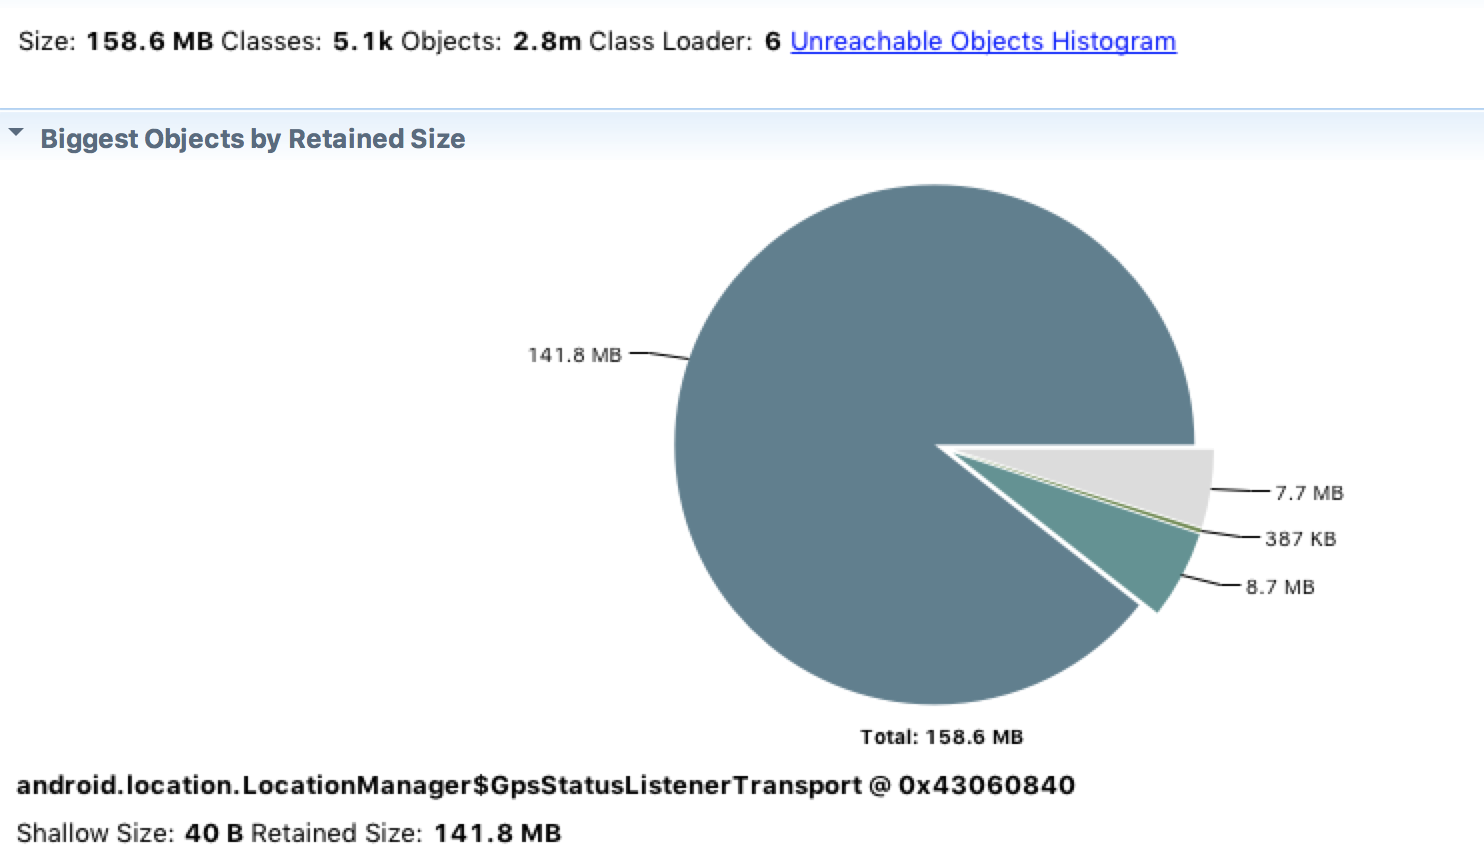 Size: 158.6 MB Classes: 5.1k Objects: 2.8m Class Loader: 6 Unreachable Objects Histogram
Biggest Objects by Retained Size
141.8 MB
7.7 MB
387 KB
8.7 MB
Total: 158.6 MB
android.location.LocationManager$GpsStatusListenerTransport @ 0x43060840
Shallow Size: 40 B Retained Size: 141.8 MB